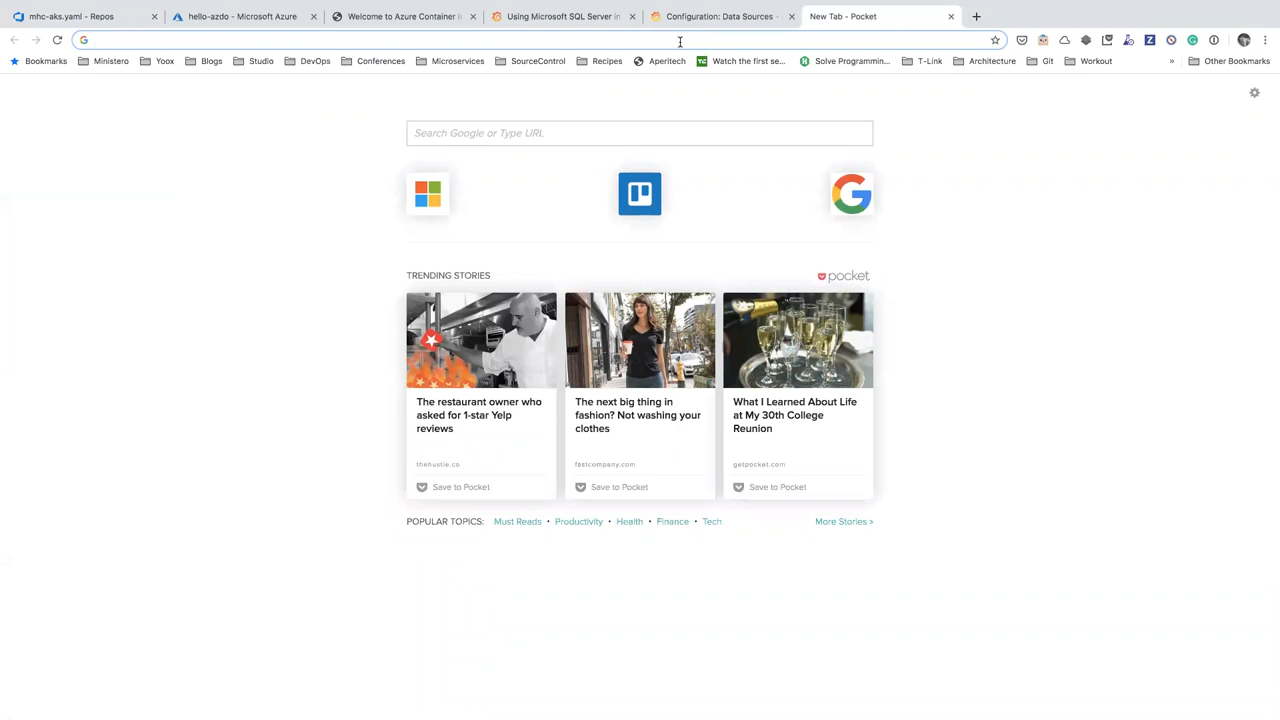 mhc-aks.yaml - Repos
hello-azdo - Microsoft Azure
Welcome to Azure Container I
Using Microsoft SQL Server in
Configuration: Data Sources -
New Tab - Pocket
Bookmarks
Ministero
Yoox
Blogs
Studio
DevOps
Conferences
Microservices
SourceControl
Recipes
Aperitech
Watch the first se...
Solve Programmin...
T-Link
Architecture
Git
Workout
»
Other Bookmarks
Search Google or Type URL
TRENDING STORIES
pocket
The restaurant owner who
asked for 1-star Yelp
reviews
thehustle.co
Save to Pocket
The next big thing in
fashion? Not washing your
clothes
fastcompany.com
Save to Pocket
What I Learned About Life
at My 30th College
Reunion
getpocket.com
Save to Pocket
POPULAR TOPICS: Must Reads • Productivity • Health • Finance • Tech
More Stories >